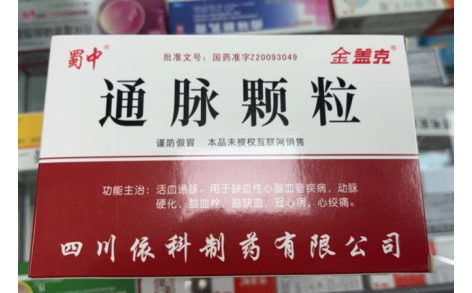 蜀中®
批准文号：国药准字Z20093049
金盖克®
通脉颗粒
谨防假冒 本品未授权互联网销售
功能主治：活血通脉。用于缺血性心脑血管疾病，动脉
硬化，脑血栓，脑缺血，冠心病，心绞痛。
四川依科制药有限公司